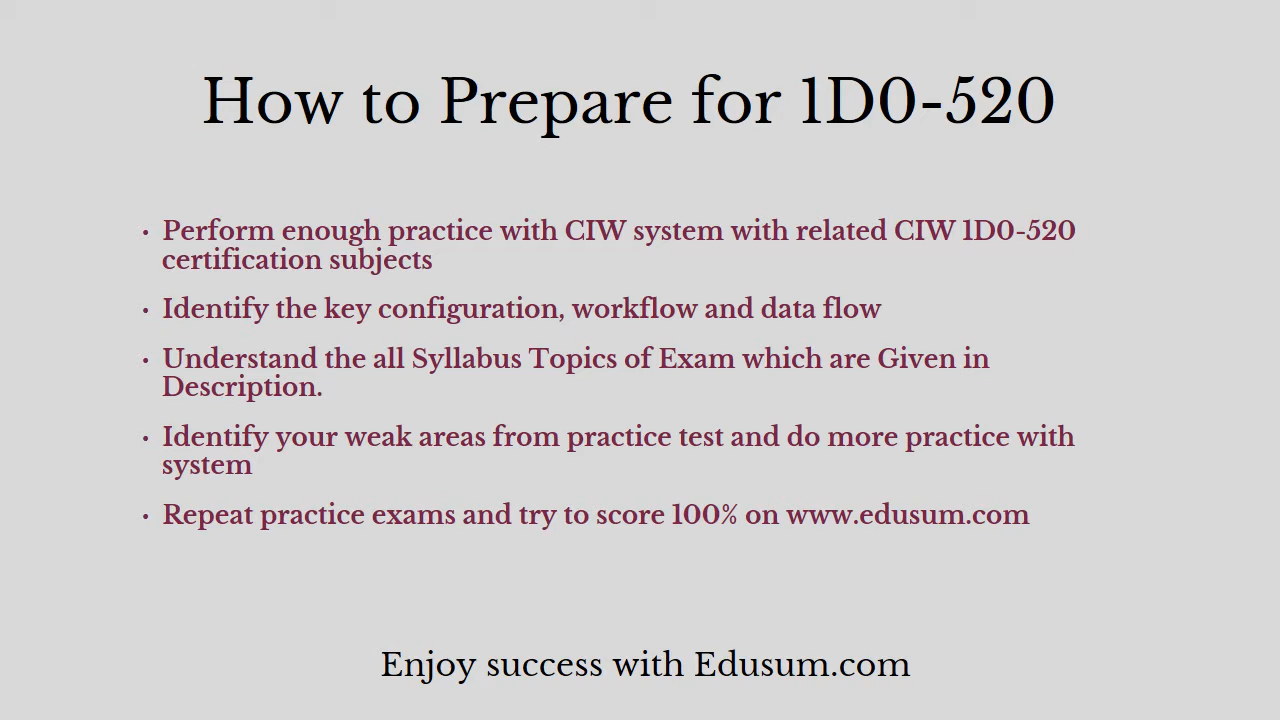 How to Prepare for 1D0-520
• Perform enough practice with CIW system with related CIW 1D0-520
certification subjects
• Identify the key configuration, workflow and data flow
• Understand the all Syllabus Topics of Exam which are Given in
Description.
• Identify your weak areas from practice test and do more practice with
system
• Repeat practice exams and try to score 100% on www.edusum.com
Enjoy success with Edusum.com